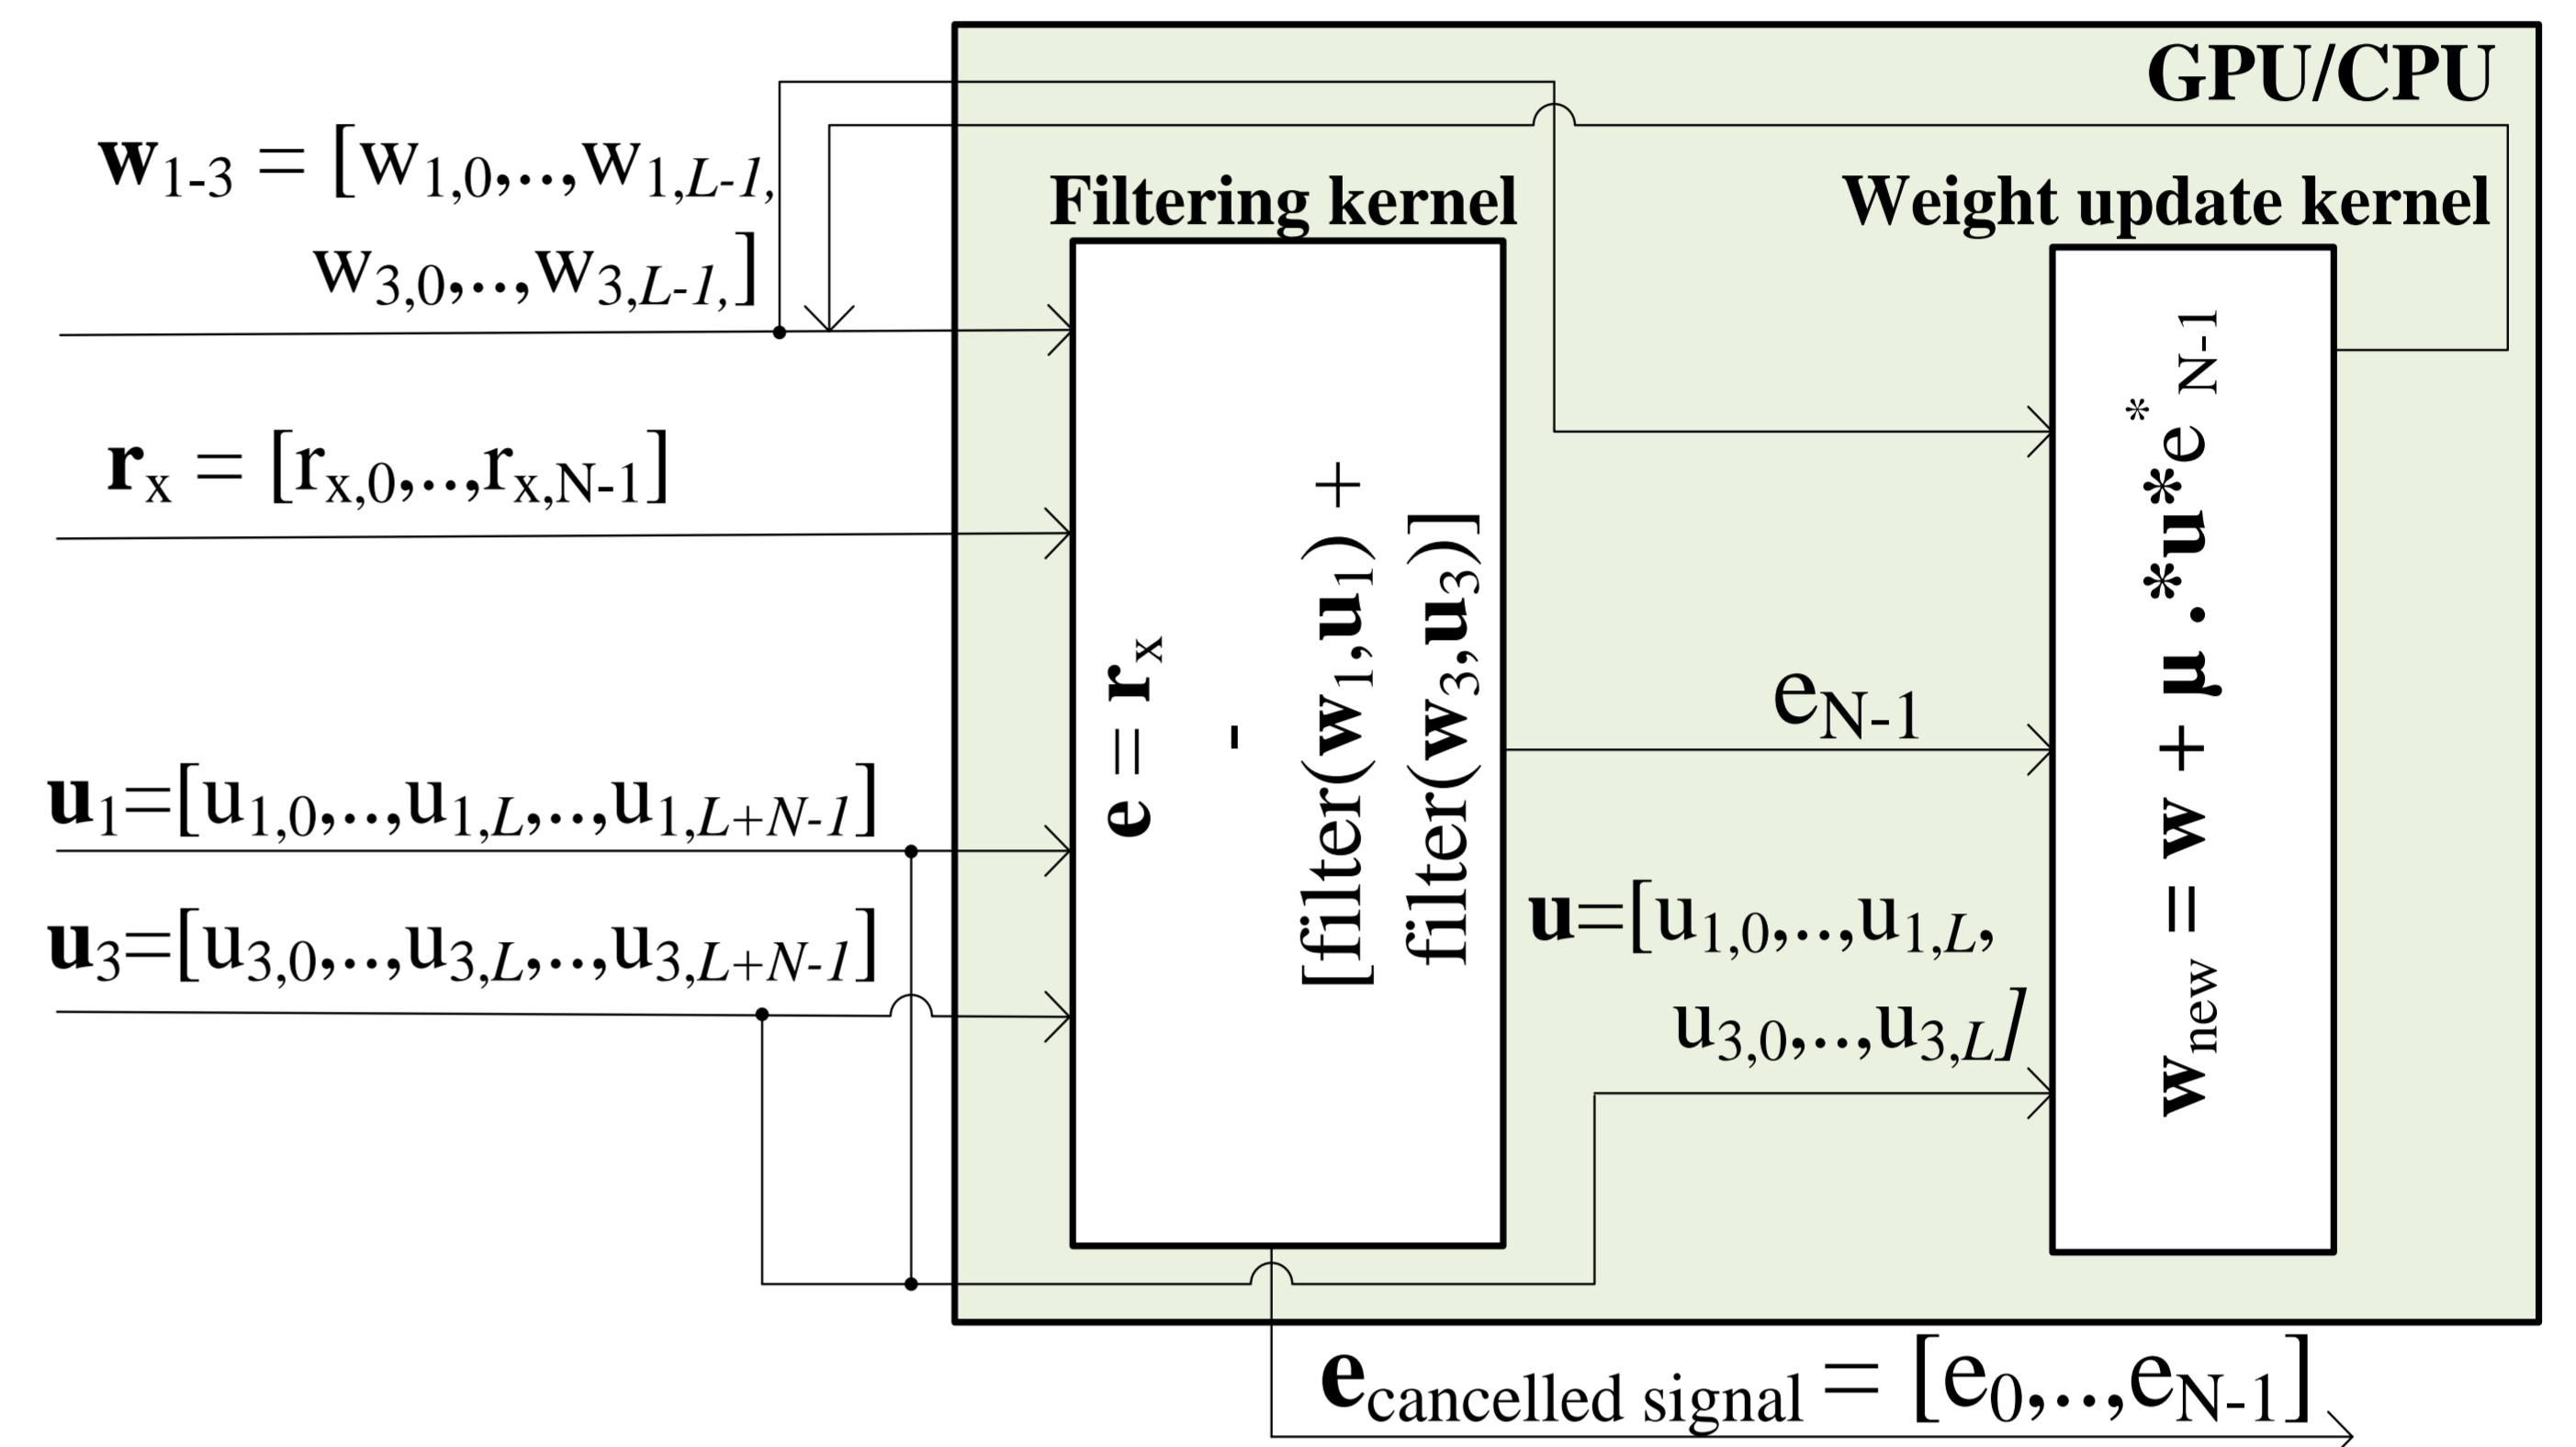 GPU/CPU
w1-3 = [w1,0,..,w1,L-1,
w3,0,..,w3,L-1,]
Filtering kernel
Weight update kernel
rx = [rx,0,..,rx,N-1]
u1=[u1,0,..,u1,L,..,u1,L+N-1]
u3=[u3,0,..,u3,L,..,u3,L+N-1]
e = rx
-
[filter(w1,u1) +
filter(w3,u3)]
eN-1
u=[u1,0,..,u1,L,
u3,0,..,u3,L]
wnew = w + μ .*u*e*N-1
ecancelled signal = [e0,..,eN-1]